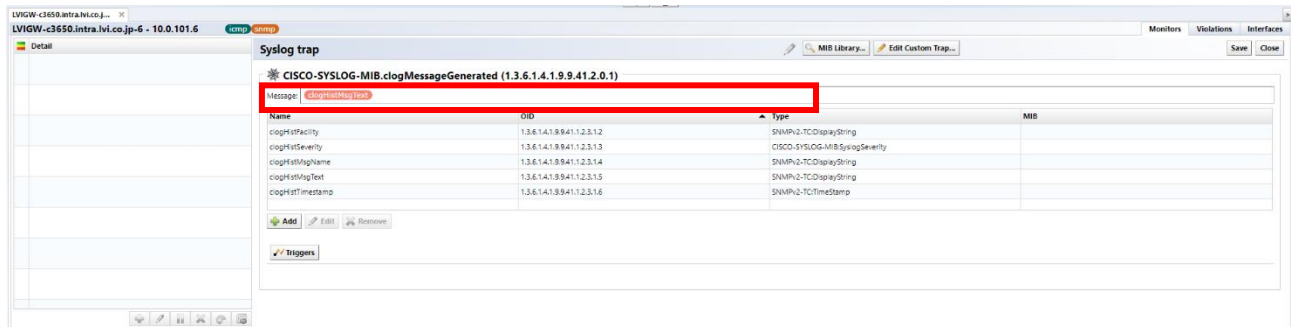 LVIGW-c3650.intra.lvi.co.j...
LVIGW-c3650.intra.lvi.co.jp-6 - 10.0.101.6 icmp snmp Monitors Violations Interfaces
Detail
Syslog trap MIB Library... Edit Custom Trap... Save Close
CISCO-SYSLOG-MIB.clogMessageGenerated (1.3.6.1.4.1.9.9.41.2.0.1)
Message: clogHistMsgText
Name OID Type MIB
clogHistFacility 1.3.6.1.4.1.9.9.41.1.2.3.1.2 SNMPv2-TC:DisplayString
clogHistSeverity 1.3.6.1.4.1.9.9.41.1.2.3.1.3 CISCO-SYSLOG-MIB:SyslogSeverity
clogHistMsgName 1.3.6.1.4.1.9.9.41.1.2.3.1.4 SNMPv2-TC:DisplayString
clogHistMsgText 1.3.6.1.4.1.9.9.41.1.2.3.1.5 SNMPv2-TC:DisplayString
clogHistTimestamp 1.3.6.1.4.1.9.9.41.1.2.3.1.6 SNMPv2-TC:TimeStamp
Add Edit Remove
Triggers